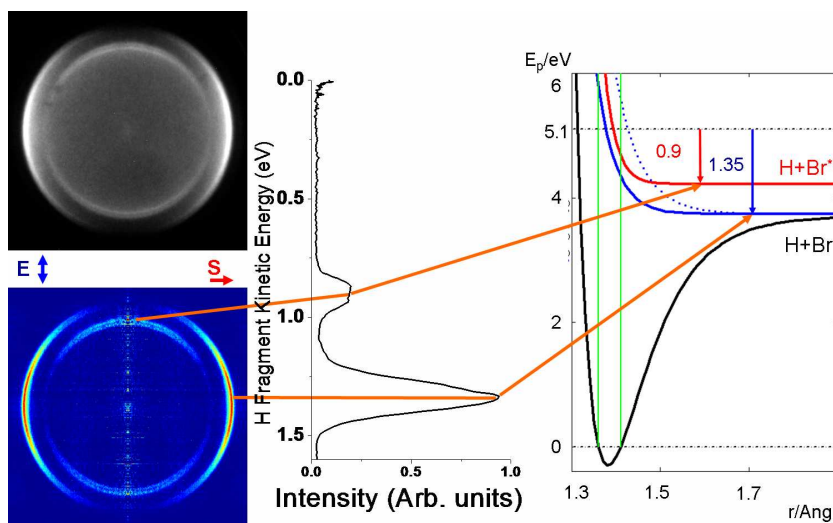 E
S
H Fragment Kinetic Energy (eV)
0.0
0.5
1.0
1.5
0.0
0.5
1.0
Intensity (Arb. units)
Eₚ/eV
6
5.1
4
2
0
0.9
1.35
H+Br*
H+Br
1.3
1.5
1.7
r/Ang